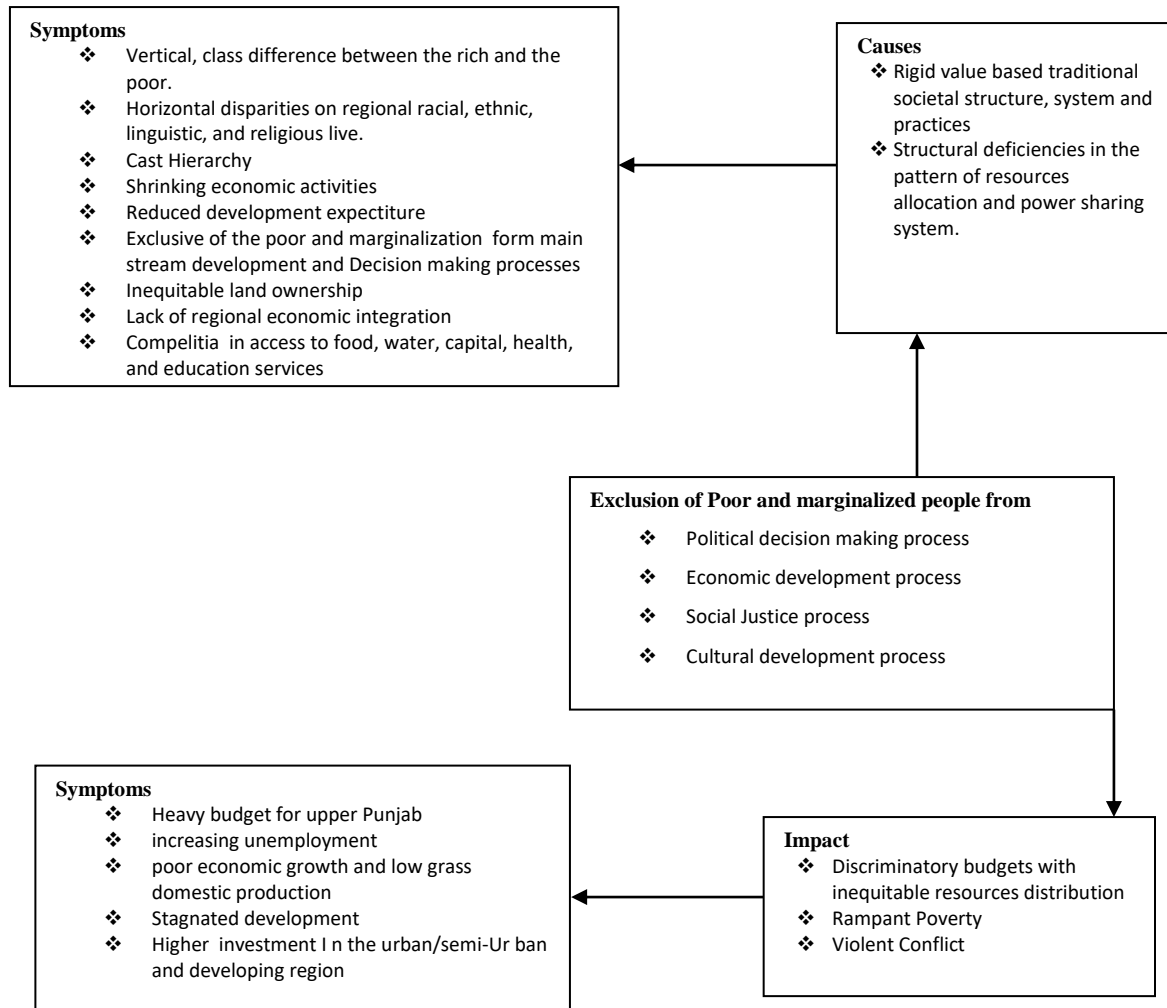 Symptoms
❖ Vertical, class difference between the rich and the
poor.
❖ Horizontal disparities on regional racial, ethnic,
linguistic, and religious live.
❖ Cast Hierarchy
❖ Shrinking economic activities
❖ Reduced development expectiture
❖ Exclusive of the poor and marginalization form main
stream development and Decision making processes
❖ Inequitable land ownership
❖ Lack of regional economic integration
❖ Compelitia in access to food, water, capital, health,
and education services
Causes
❖ Rigid value based traditional
societal structure, system and
practices
❖ Structural deficiencies in the
pattern of resources
allocation and power sharing
system.
Exclusion of Poor and marginalized people from
❖ Political decision making process
❖ Economic development process
❖ Social Justice process
❖ Cultural development process
Symptoms
❖ Heavy budget for upper Punjab
❖ increasing unemployment
❖ poor economic growth and low grass
domestic production
❖ Stagnated development
❖ Higher investment I n the urban/semi-Ur ban
and developing region
Impact
❖ Discriminatory budgets with
inequitable resources distribution
❖ Rampant Poverty
❖ Violent Conflict